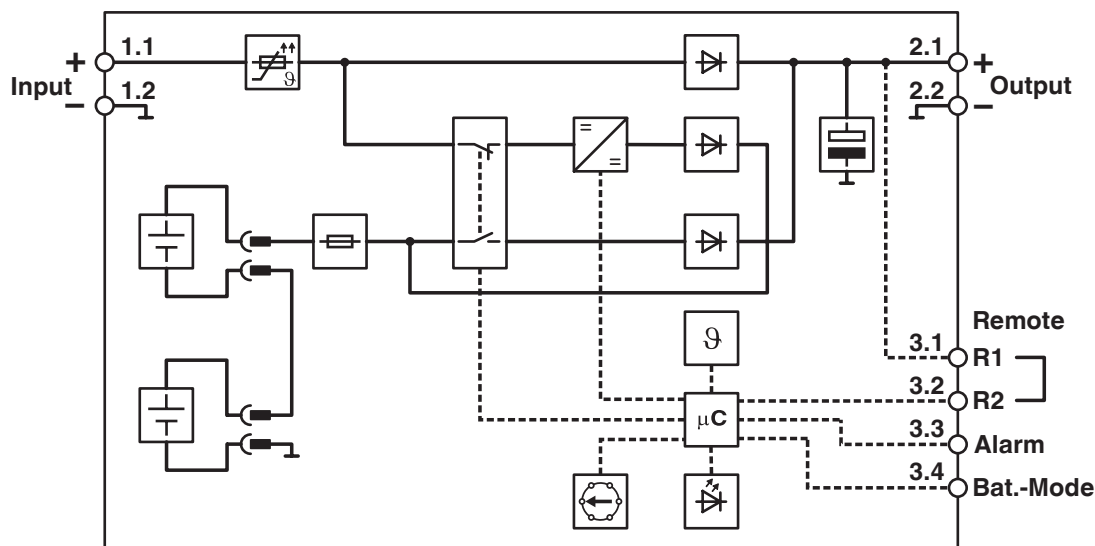 1.1
+
Input
1.2
−
ϑ
2.1
+
Output
2.2
−
=
=
ϑ
µC
Remote
3.1
R1
3.2
R2
3.3
Alarm
3.4
Bat.-Mode